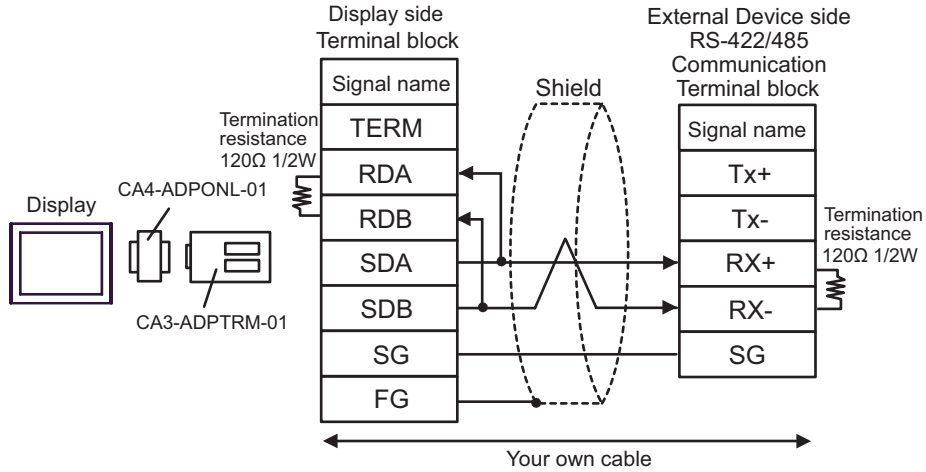 Display side
Terminal block
External Device side
RS-422/485
Communication
Terminal block
Signal name
Shield
Signal name
Termination
resistance
120Ω 1/2W
TERM
RDA
Tx+
CA4-ADPONL-01
Display
RDB
Tx-
Termination
resistance
120Ω 1/2W
SDA
RX+
CA3-ADPTRM-01
SDB
RX-
SG
SG
FG
Your own cable